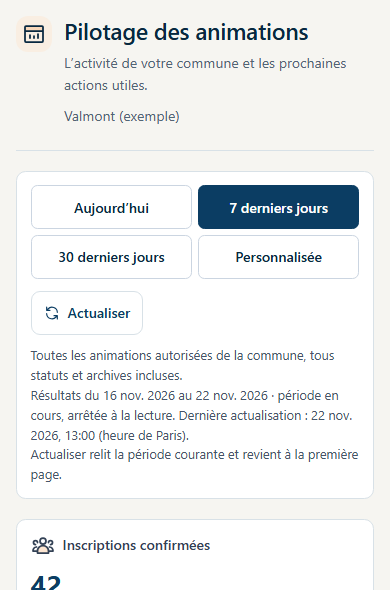 Pilotage des animations
L’activité de votre commune et les prochaines
actions utiles.
Valmont (exemple)
Aujourd’hui
7 derniers jours
30 derniers jours
Personnalisée
Actualiser
Toutes les animations autorisées de la commune, tous
statuts et archives incluses.
Résultats du 16 nov. 2026 au 22 nov. 2026 · période en
cours, arrêtée à la lecture. Dernière actualisation : 22 nov.
2026, 13:00 (heure de Paris).
Actualiser relit la période courante et revient à la première
page.
Inscriptions confirmées
42